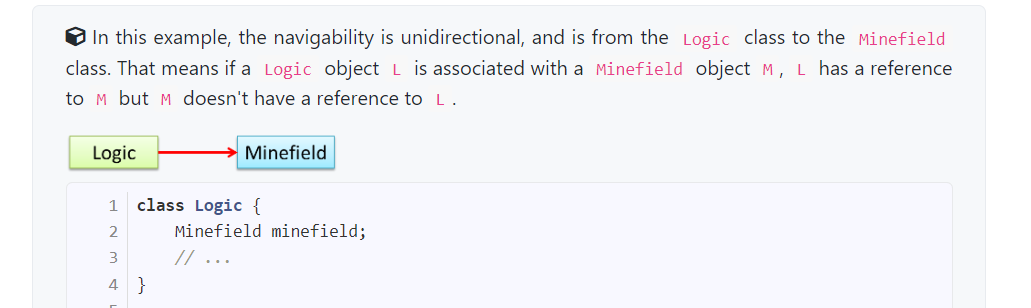 In this example, the navigability is unidirectional, and is from the Logic class to the Minefield
class. That means if a Logic object L is associated with a Minefield object M, L has a reference
to M but M doesn't have a reference to L.
Logic Minefield
1 class Logic {
2 Minefield minefield;
3 // ...
4 }